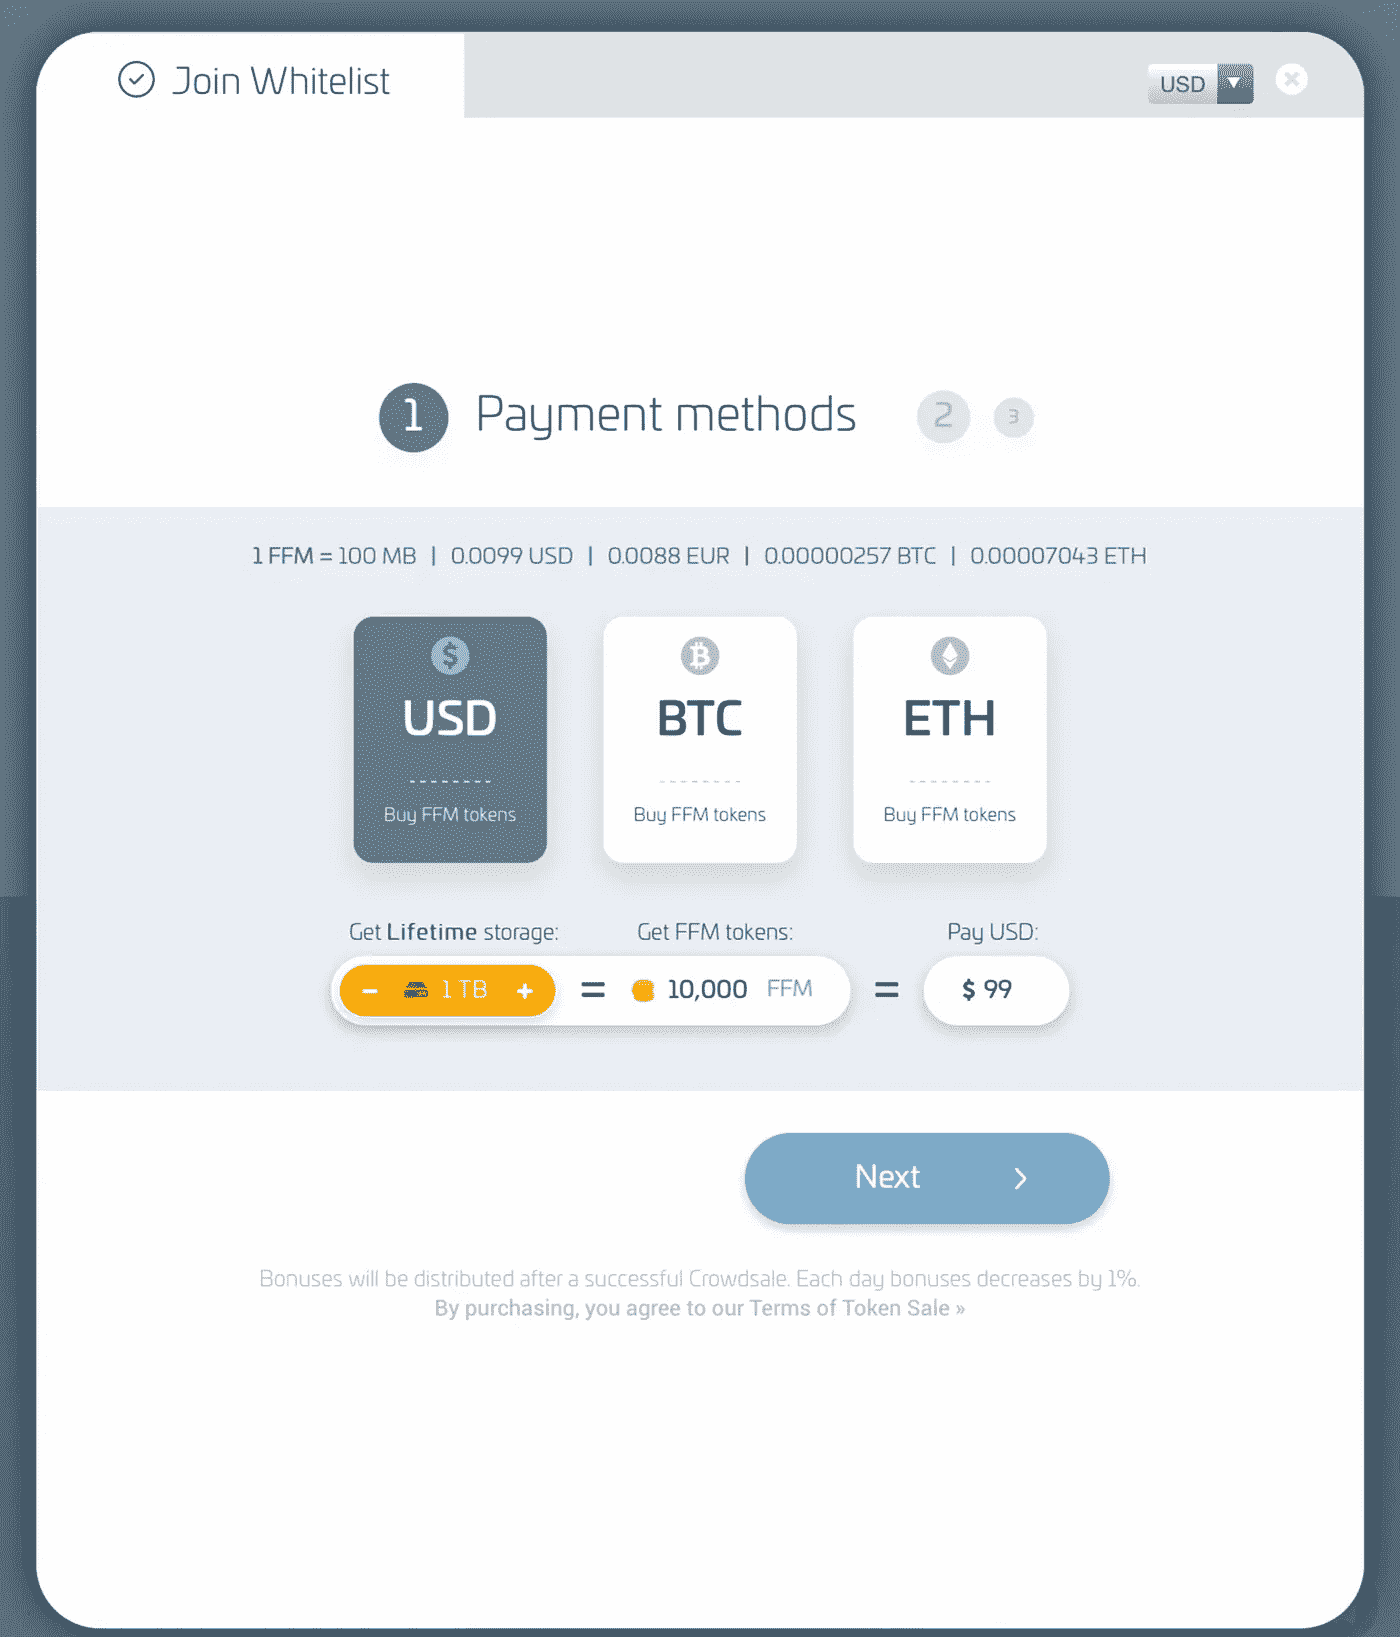 Join Whitelist
USD
1 Payment methods 2 3
1 FFM = 100 MB | 0.0099 USD | 0.0088 EUR | 0.00000257 BTC | 0.00007043 ETH
USD BTC ETH
Buy FFM tokens Buy FFM tokens Buy FFM tokens
Get Lifetime storage: Get FFM tokens: Pay USD:
- 1 TB + = 10,000 FFM = $ 99
Next
Bonuses will be distributed after a successful Crowdsale. Each day bonuses decreases by 1%.
By purchasing, you agree to our Terms of Token Sale »